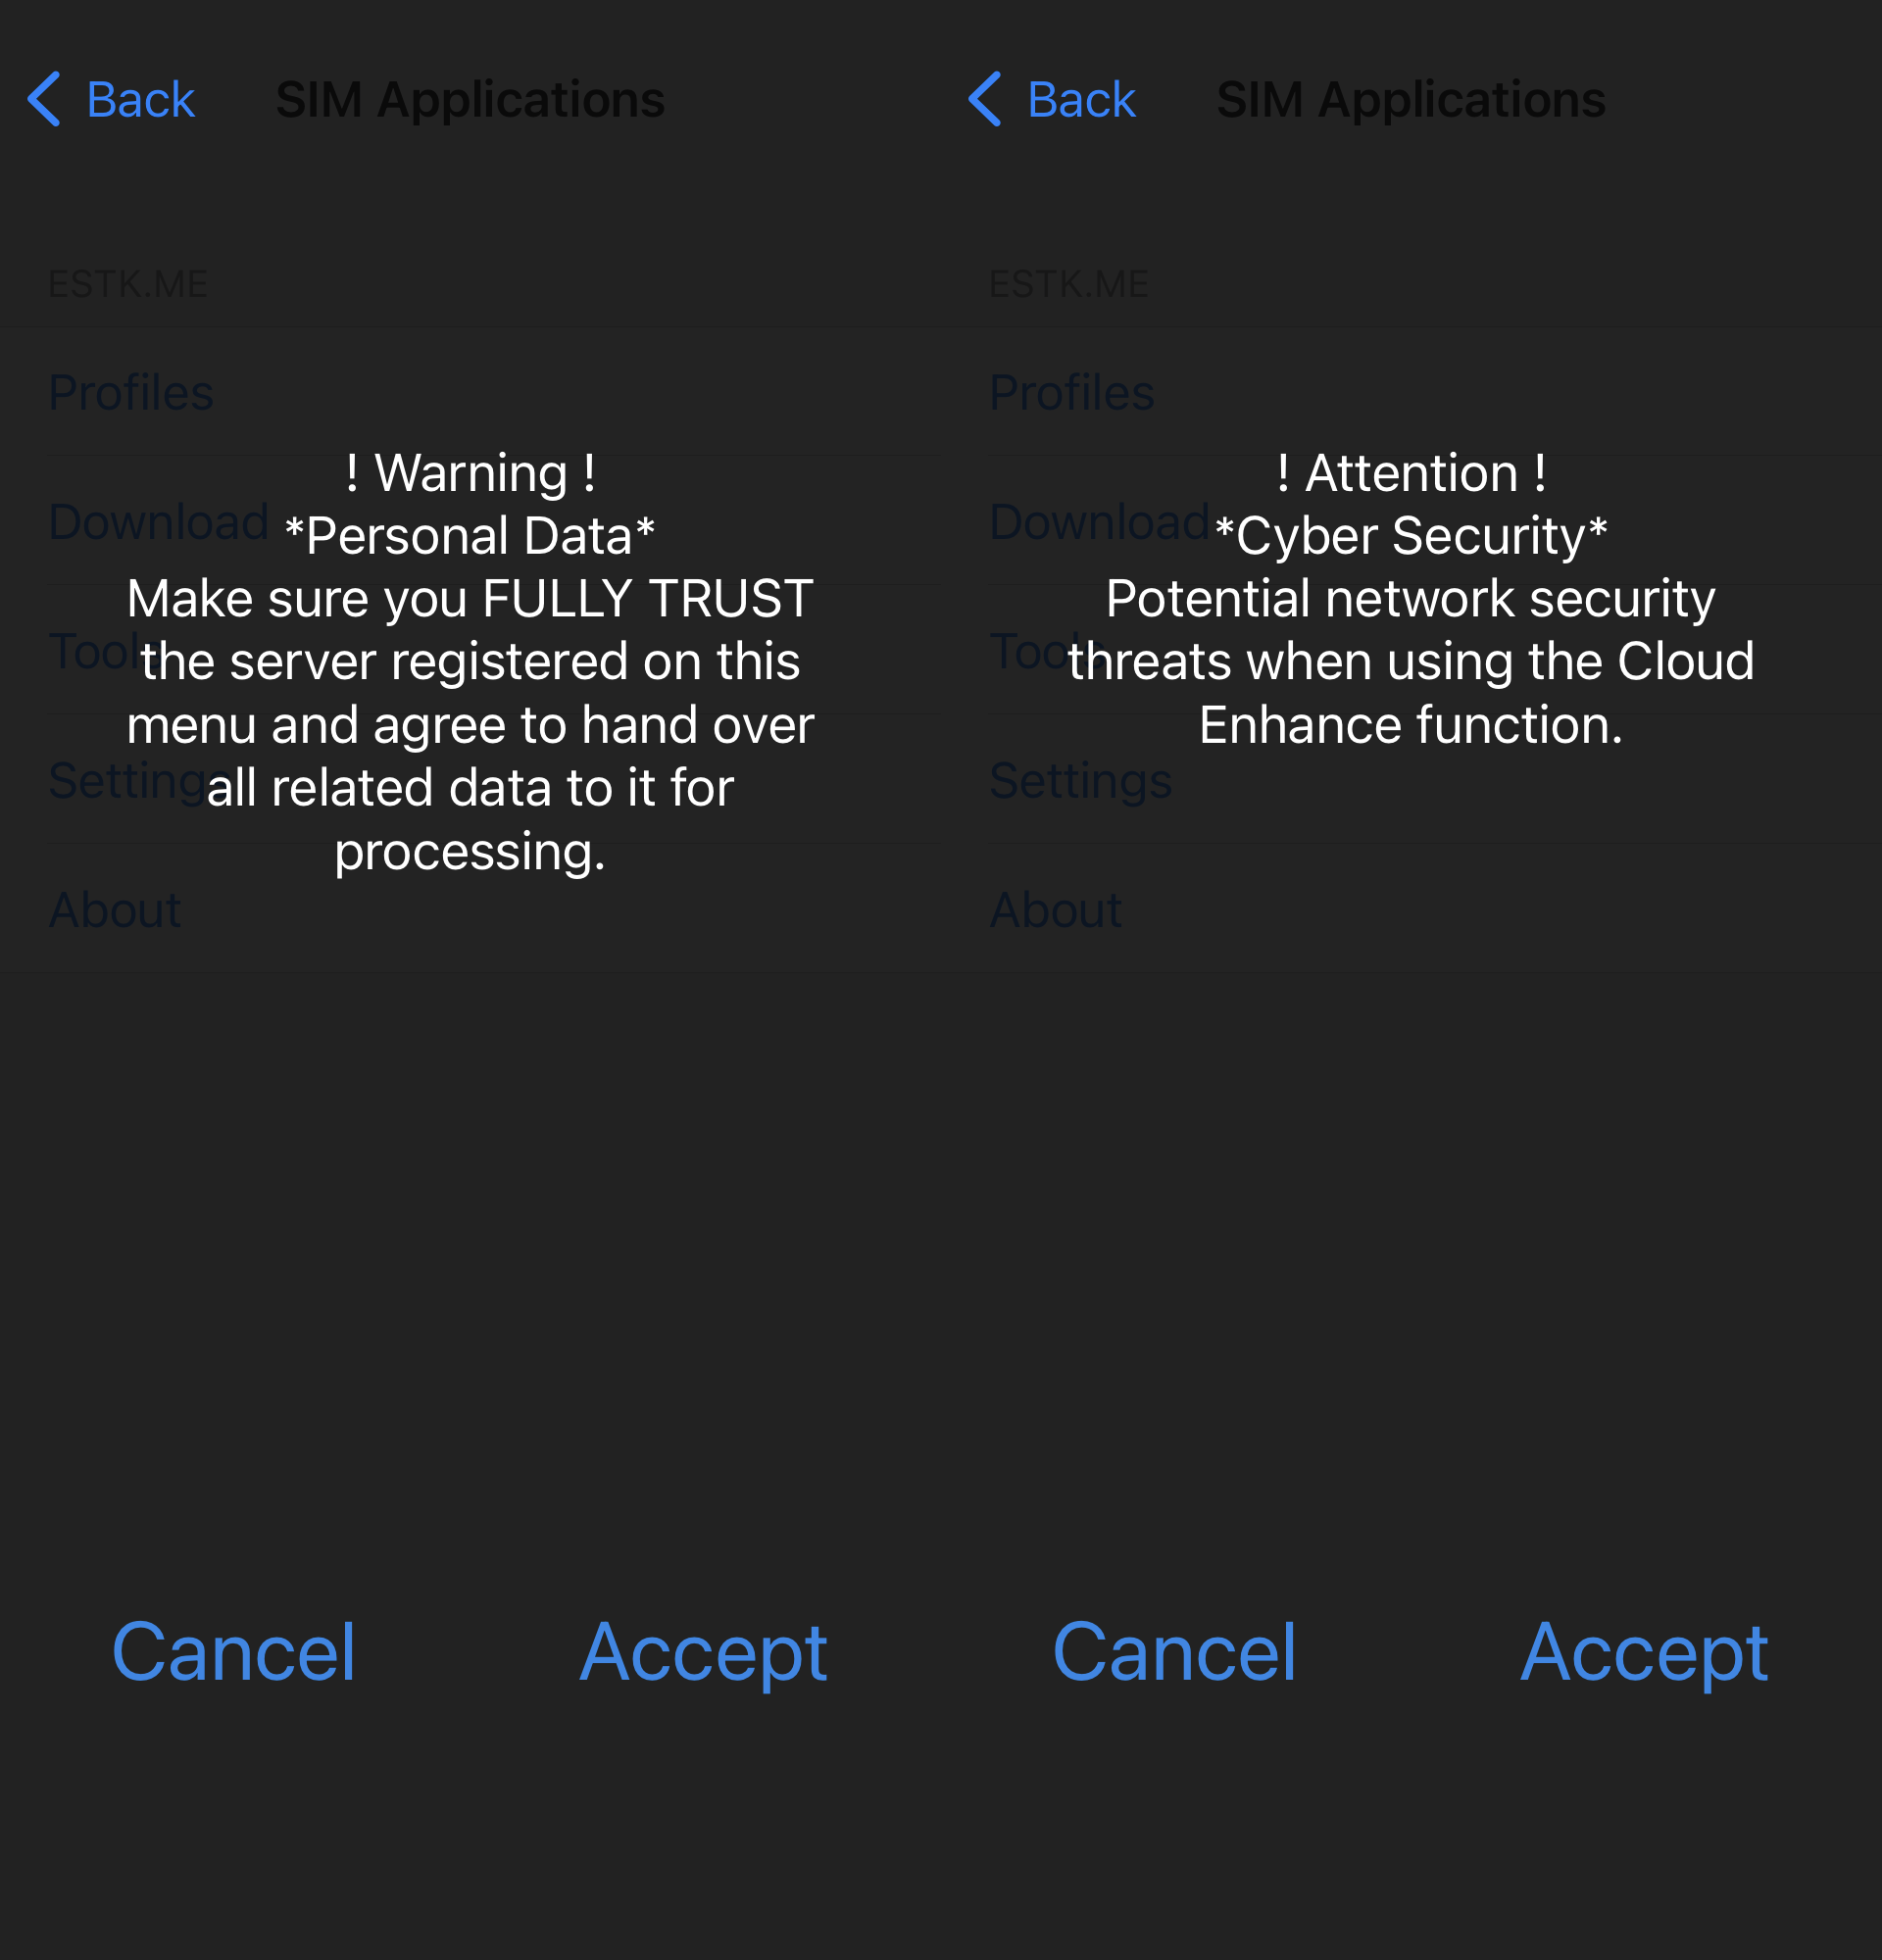 Back SIM Applications
ESTK.ME
Profiles
Download
Tools
Settings
About
! Warning !
*Personal Data*
Make sure you FULLY TRUST
the server registered on this
menu and agree to hand over
all related data to it for
processing.
Cancel Accept
Back SIM Applications
ESTK.ME
Profiles
Download
Tools
Settings
About
! Attention !
*Cyber Security*
Potential network security
threats when using the Cloud
Enhance function.
Cancel Accept